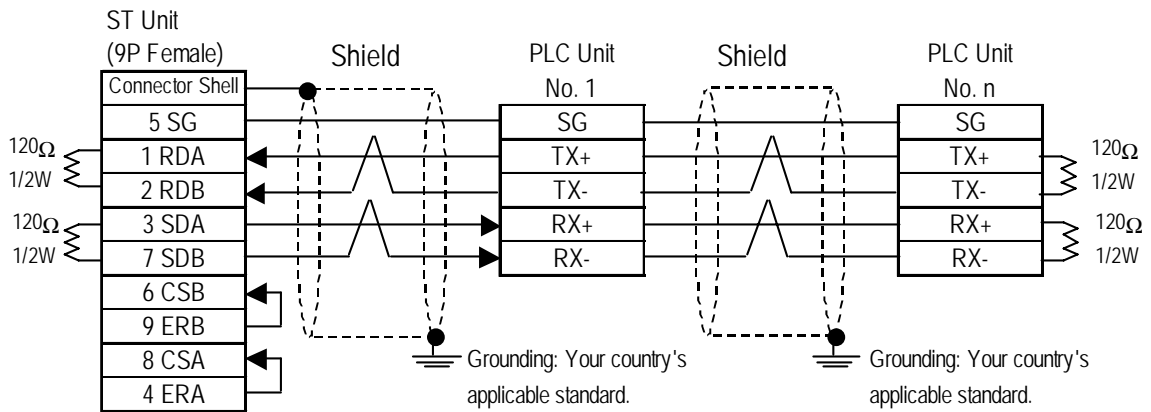 ST Unit
(9P Female)
Shield
PLC Unit
No. 1
Shield
PLC Unit
No. n
Connector Shell
5 SG
SG
SG
120Ω
1/2W
1 RDA
TX+
TX+
120Ω
1/2W
2 RDB
TX-
TX-
120Ω
1/2W
3 SDA
RX+
RX+
120Ω
1/2W
7 SDB
RX-
RX-
6 CSB
9 ERB
8 CSA
4 ERA
Grounding: Your country's
applicable standard.
Grounding: Your country's
applicable standard.